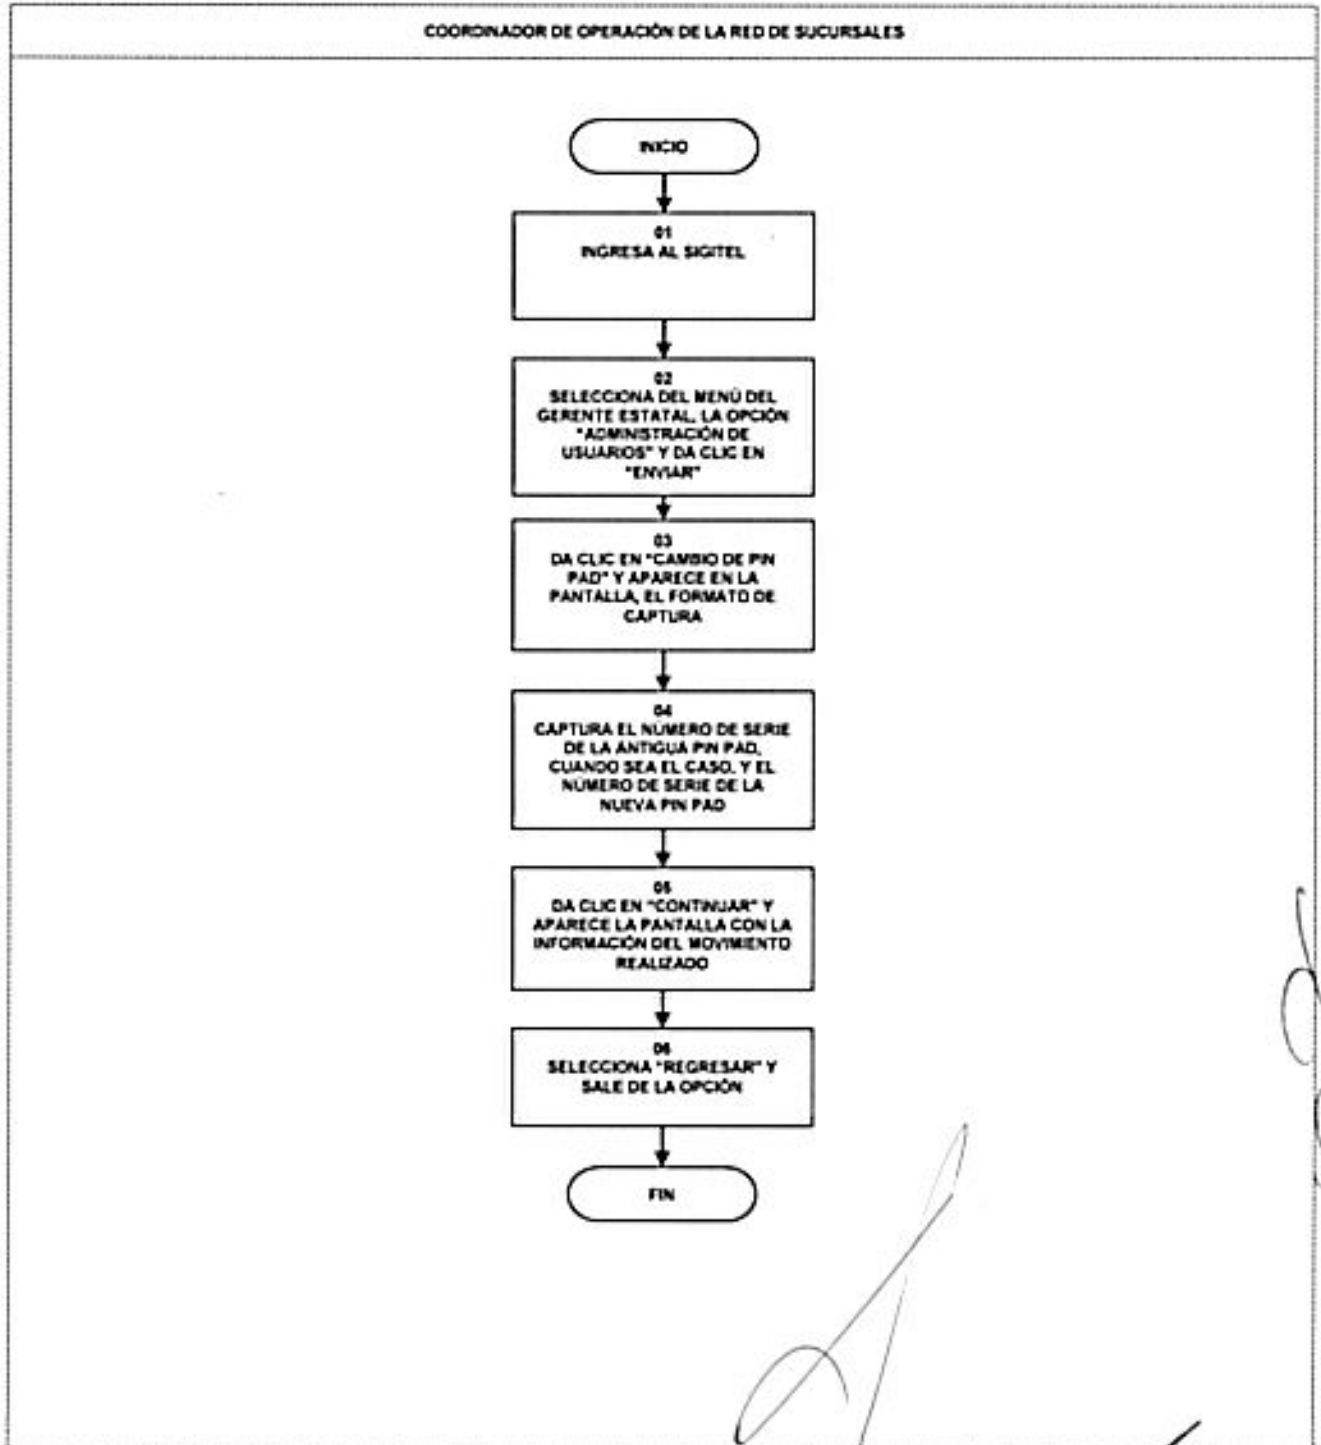 COORDINADOR DE OPERACIÓN DE LA RED DE SUCURSALES
INICIO
01
INGRESA AL SIGITEL
02
SELECCIONA DEL MENÚ DEL
GERENTE ESTATAL, LA OPCIÓN
"ADMINISTRACIÓN DE
USUARIOS" Y DA CLIC EN
"ENVIAR"
03
DA CLIC EN "CAMBIO DE PIN
PAD" Y APARECE EN LA
PANTALLA, EL FORMATO DE
CAPTURA
04
CAPTURA EL NÚMERO DE SERIE
DE LA ANTIGUA PIN PAD,
CUANDO SEA EL CASO, Y EL
NÚMERO DE SERIE DE LA
NUEVA PIN PAD
05
DA CLIC EN "CONTINUAR" Y
APARECE LA PANTALLA CON LA
INFORMACIÓN DEL MOVIMIENTO
REALIZADO
06
SELECCIONA "REGRESAR" Y
SALE DE LA OPCIÓN
FIN